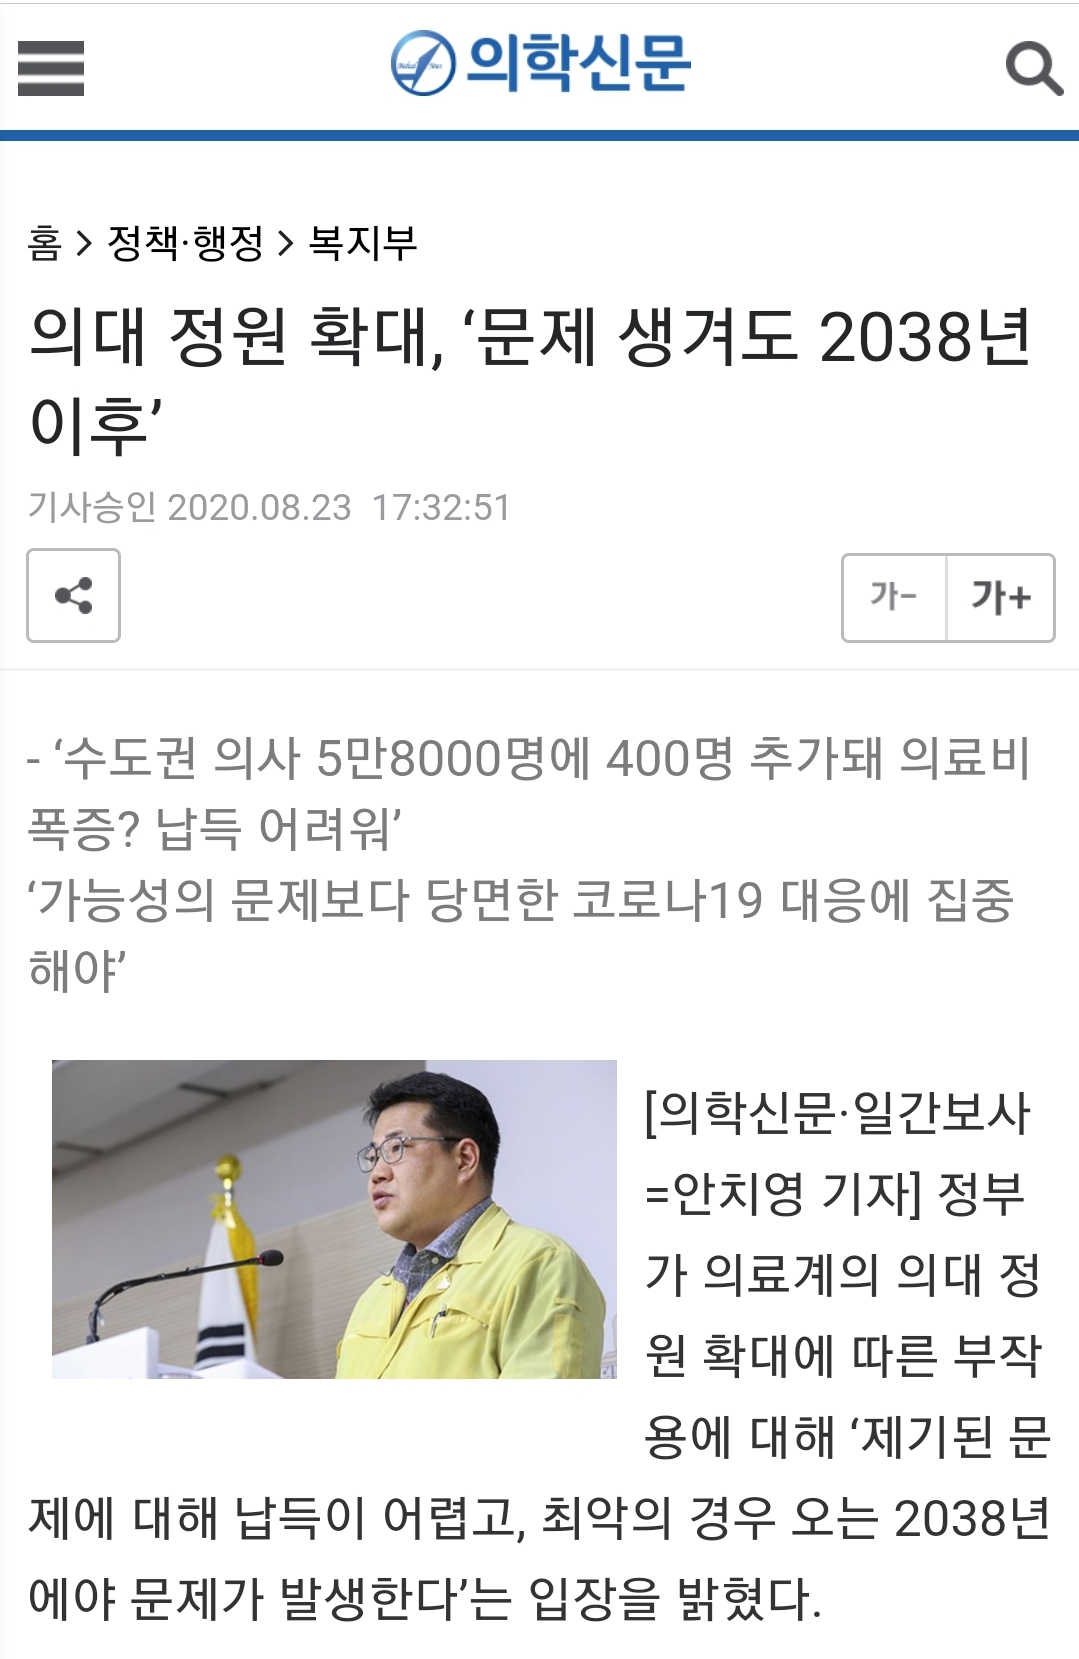 의학신문
홈 > 정책·행정 > 복지부
의대 정원 확대, ‘문제 생겨도 2038년
이후’
기사승인 2020.08.23 17:32:51
가- 가+
- ‘수도권 의사 5만8000명에 400명 추가돼 의료비
폭증? 납득 어려워’
‘가능성의 문제보다 당면한 코로나19 대응에 집중
해야’
[의학신문·일간보사
=안치영 기자] 정부
가 의료계의 의대 정
원 확대에 따른 부작
용에 대해 ‘제기된 문
제에 대해 납득이 어렵고, 최악의 경우 오는 2038년
에야 문제가 발생한다’는 입장을 밝혔다.